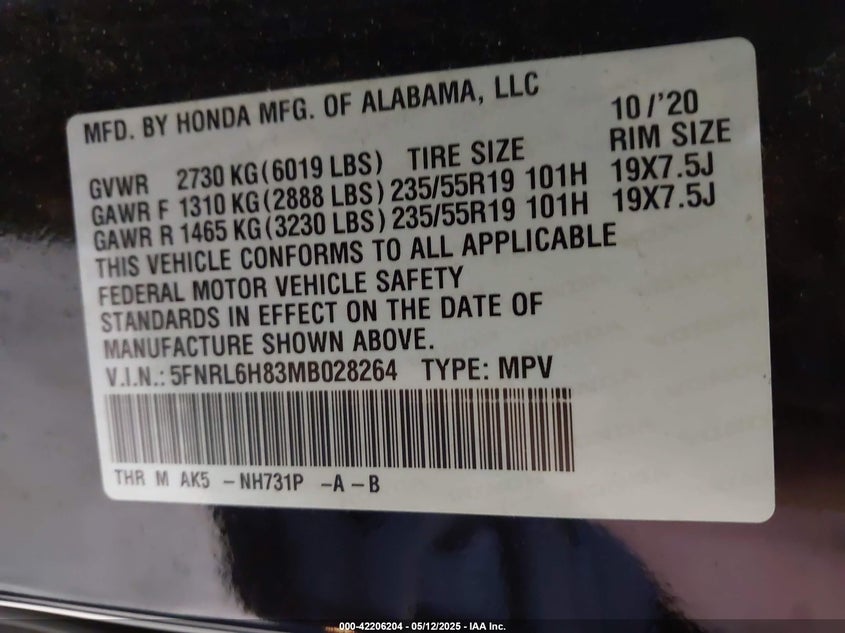 MFD. BY HONDA MFG. OF ALABAMA, LLC
10/'20
GVWR 2730 KG(6019 LBS) TIRE SIZE RIM SIZE
GAWR F 1310 KG(2888 LBS) 235/55R19 101H 19X7.5J
GAWR R 1465 KG(3230 LBS) 235/55R19 101H 19X7.5J
THIS VEHICLE CONFORMS TO ALL APPLICABLE
FEDERAL MOTOR VEHICLE SAFETY
STANDARDS IN EFFECT ON THE DATE OF
MANUFACTURE SHOWN ABOVE.
V.I.N.: 5FNRL6H83MB028264 TYPE: MPV
THR M AK5 -NH731P -A -B
000-42206204 - 05/12/2025 - IAA Inc.